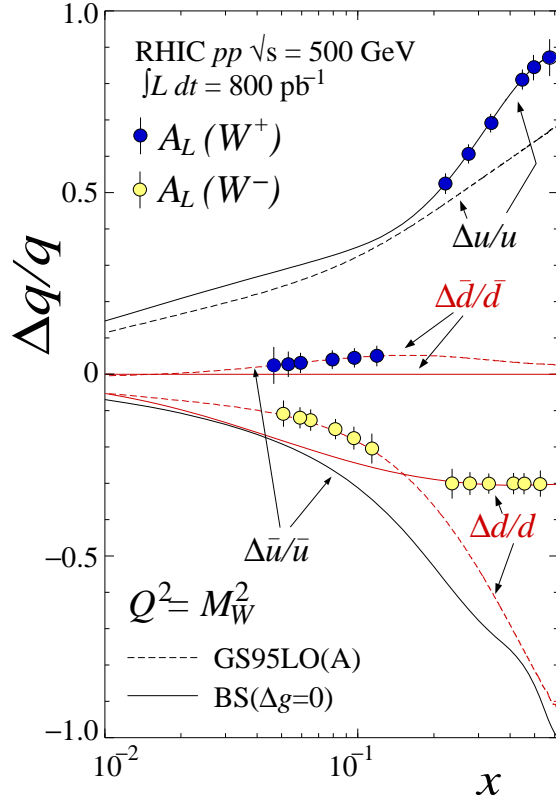 1.0
RHIC pp √s = 500 GeV
∫L dt = 800 pb⁻¹
A_L (W⁺)
A_L (W⁻)
0.5
Δu/u
Δq/q
Δd̄/d̄
0
Δū/ū
Δd/d
−0.5
Q² = M_W²
GS95LO(A)
BS(Δg=0)
−1.0
10⁻² 10⁻¹ x